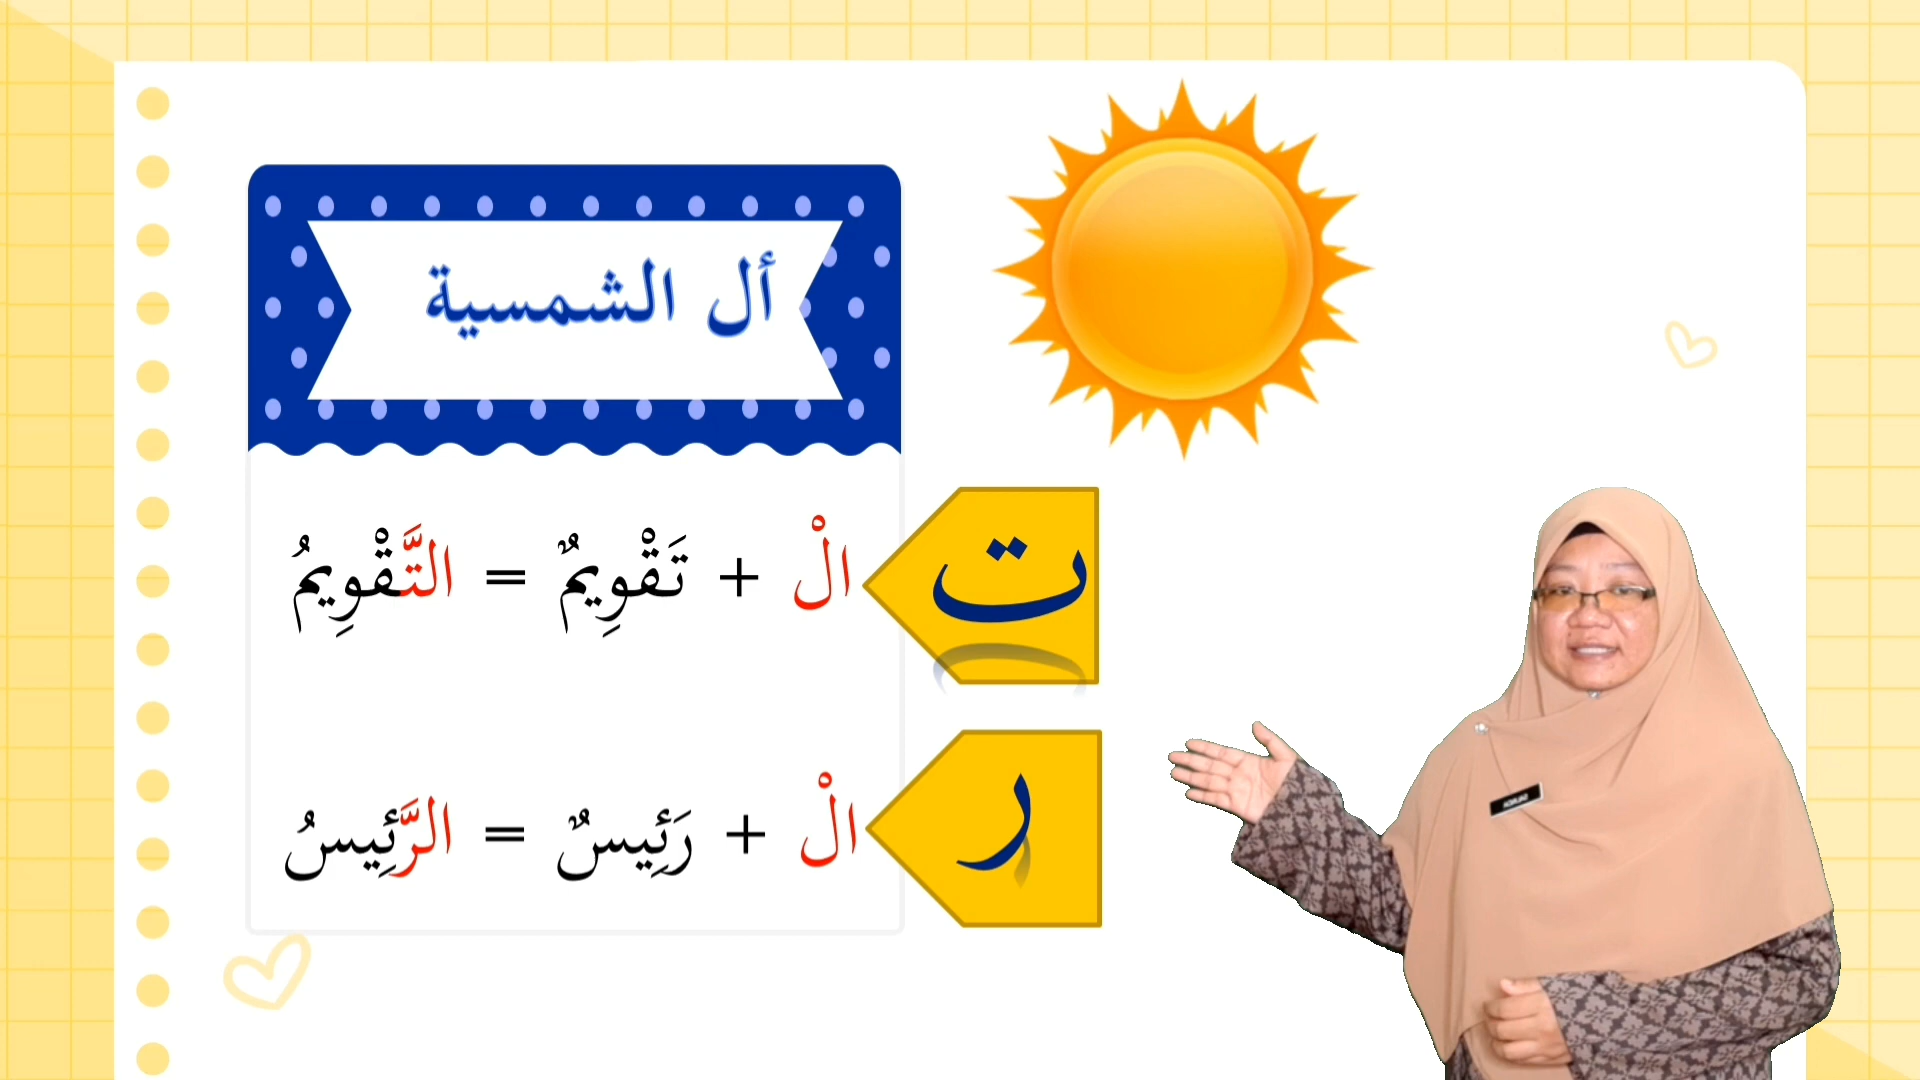 أل الشمسية
ت
الْ + تَقْوِيمٌ = التَّقْوِيمُ
ر
الْ + رَئِيسٌ = الرَّئِيسُ